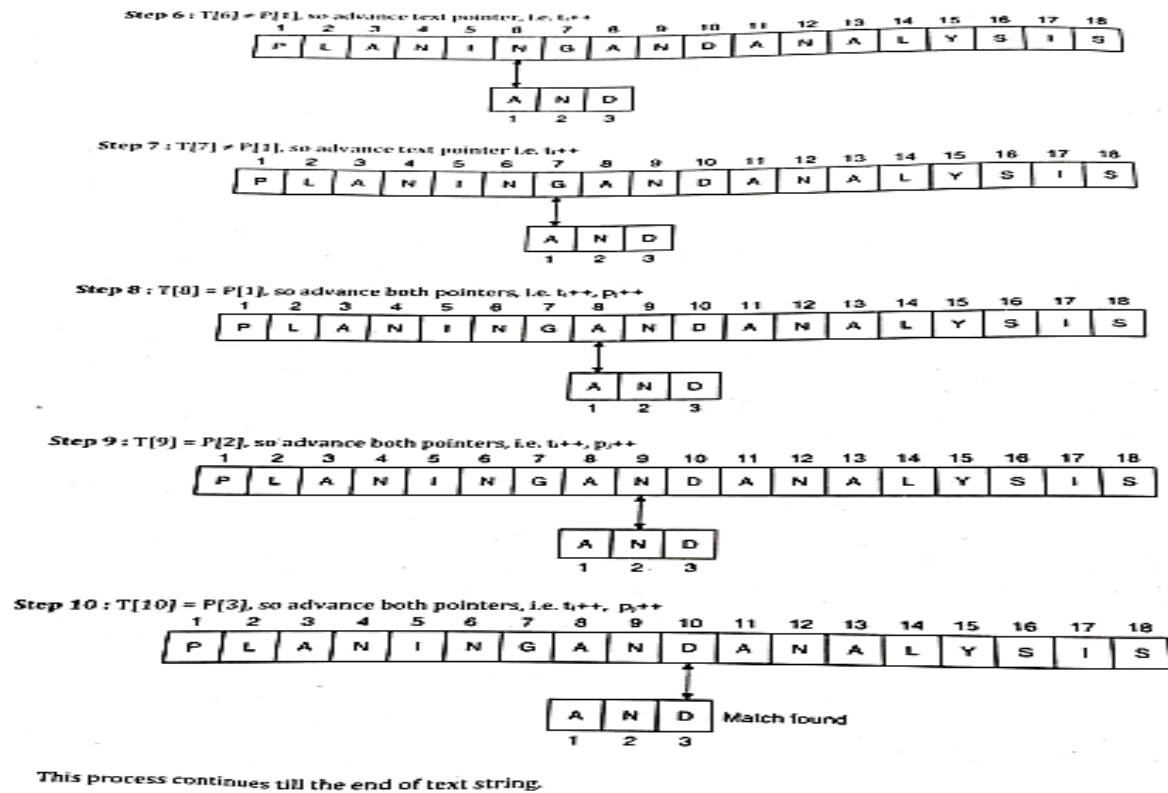 Step 6 : T[6] ≠ P[1], so advance text pointer, i.e. tᵢ++
1 2 3 4 5 6 7 8 9 10 11 12 13 14 15 16 17 18
P L A N I N G A N D A N A L Y S I S
A N D
1 2 3
Step 7 : T[7] ≠ P[1], so advance text pointer i.e. tᵢ++
1 2 3 4 5 6 7 8 9 10 11 12 13 14 15 16 17 18
P L A N I N G A N D A N A L Y S I S
A N D
1 2 3
Step 8 : T[8] = P[1], so advance both pointers, i.e. tᵢ++, pⱼ++
1 2 3 4 5 6 7 8 9 10 11 12 13 14 15 16 17 18
P L A N I N G A N D A N A L Y S I S
A N D
1 2 3
Step 9 : T[9] = P[2], so advance both pointers, i.e. tᵢ++, pⱼ++
1 2 3 4 5 6 7 8 9 10 11 12 13 14 15 16 17 18
P L A N I N G A N D A N A L Y S I S
A N D
1 2 3
Step 10 : T[10] = P[3], so advance both pointers, i.e. tᵢ++, pⱼ++
1 2 3 4 5 6 7 8 9 10 11 12 13 14 15 16 17 18
P L A N I N G A N D A N A L Y S I S
A N D Match found
1 2 3
This process continues till the end of text string.